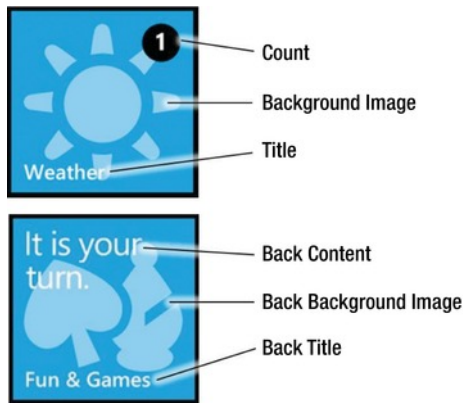 1
Count
Background Image
Title
Weather
It is your
turn.
Back Content
Back Background Image
Back Title
Fun & Games